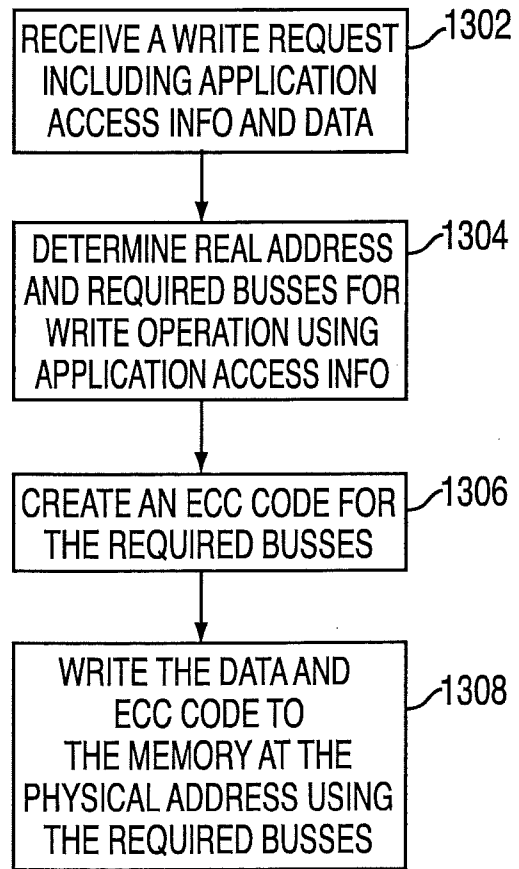 RECEIVE A WRITE REQUEST
INCLUDING APPLICATION
ACCESS INFO AND DATA
1302
DETERMINE REAL ADDRESS
AND REQUIRED BUSSES FOR
WRITE OPERATION USING
APPLICATION ACCESS INFO
1304
CREATE AN ECC CODE FOR
THE REQUIRED BUSSES
1306
WRITE THE DATA AND
ECC CODE TO
THE MEMORY AT THE
PHYSICAL ADDRESS USING
THE REQUIRED BUSSES
1308